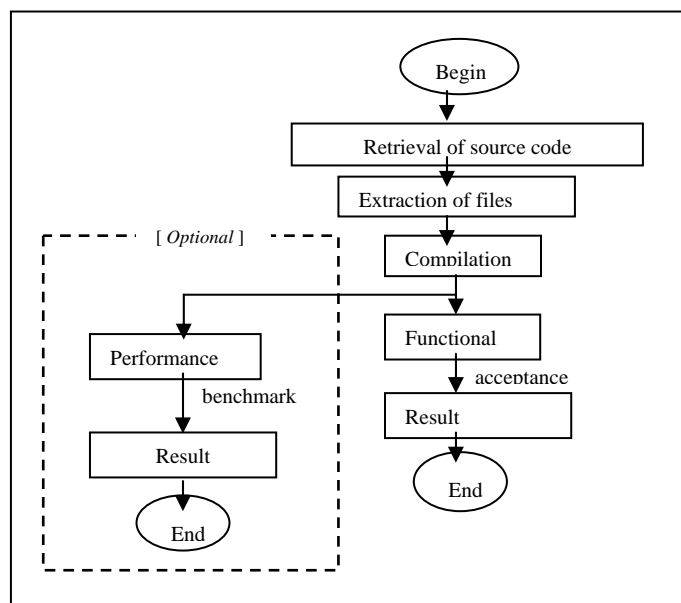 Begin
Retrieval of source code
Extraction of files
[ Optional ]
Compilation
Performance
Functional
benchmark
acceptance
Result
Result
End
End